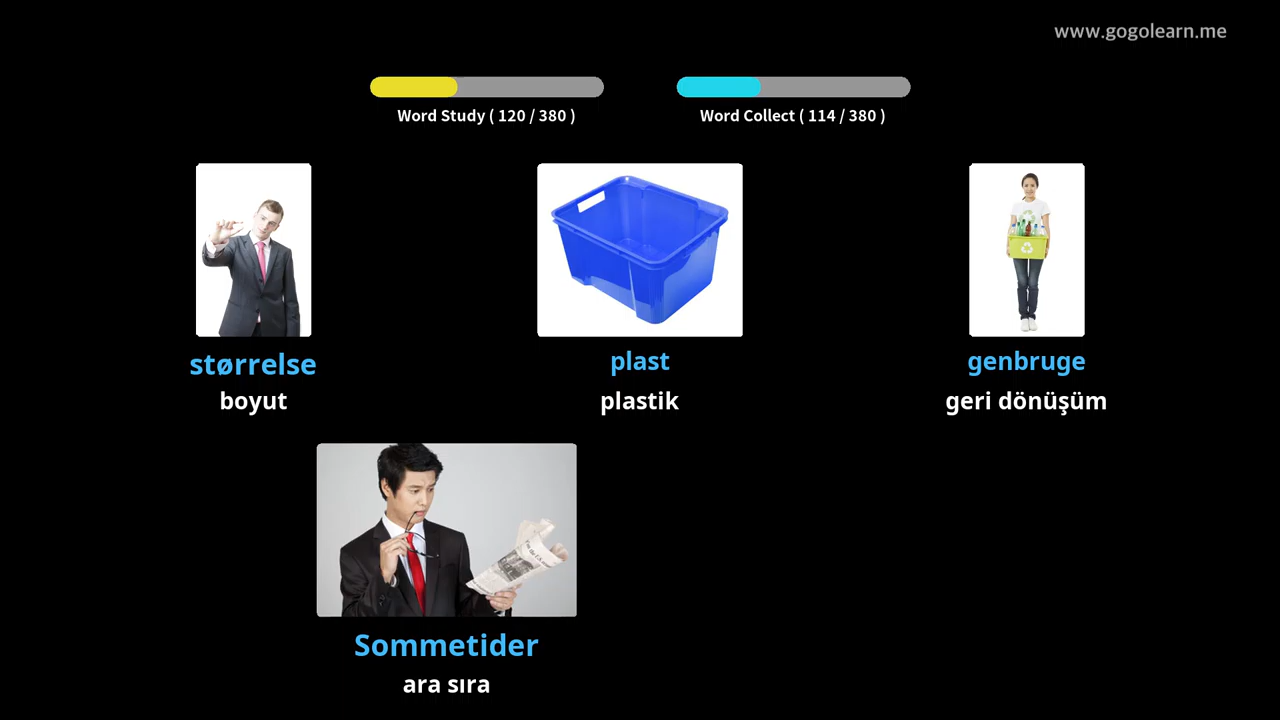 www.gogolearn.me
Word Study ( 120 / 380 )
Word Collect ( 114 / 380 )
størrelse
plast
genbruge
boyut
plastik
geri dönüşüm
Sommetider
ara sıra